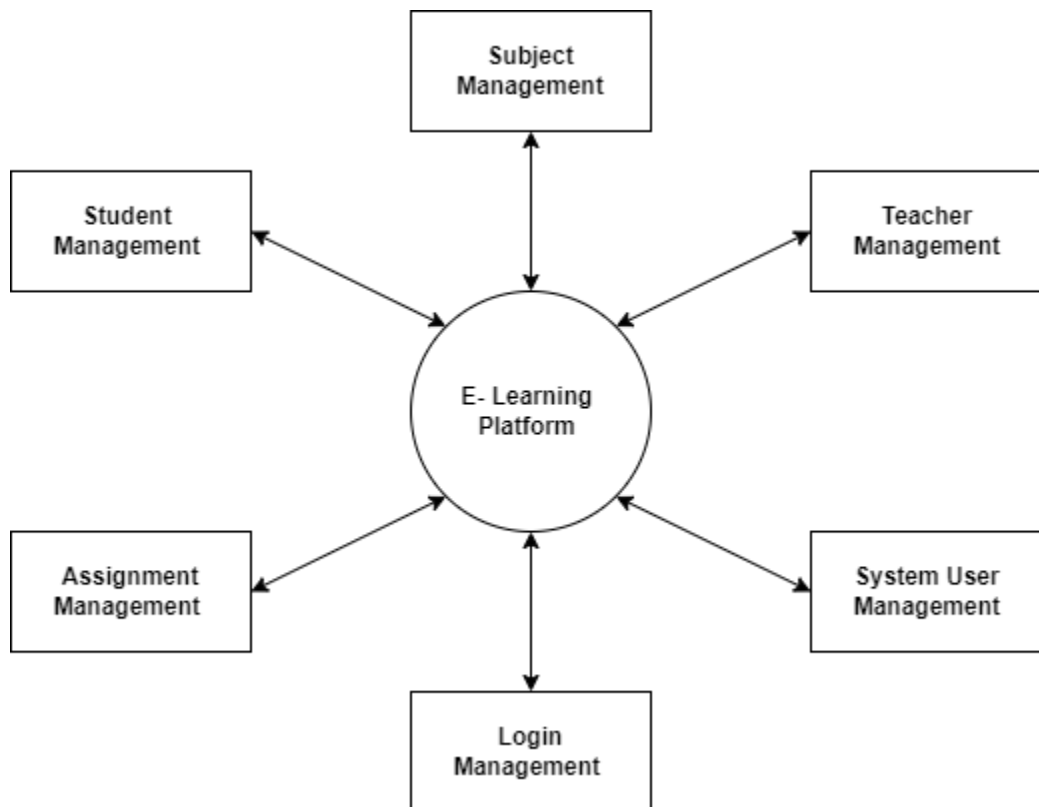 Subject
Management
Student
Management
Teacher
Management
E- Learning
Platform
Assignment
Management
System User
Management
Login
Management